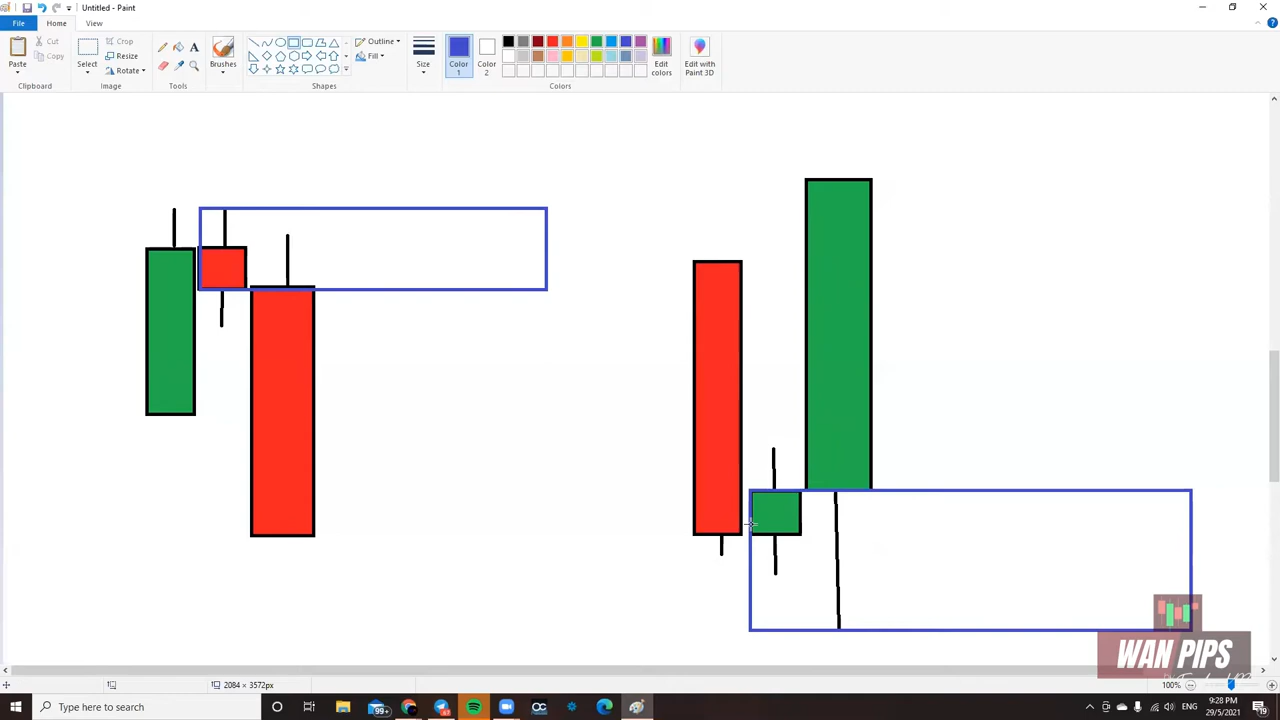 Untitled - Paint
File
Home
View
Paste
Cut
Copy
Clipboard
Select
Crop
Resize
Rotate
Image
Tools
Brushes
Outline
Fill
Shapes
Size
Color
1
Color
2
Edit
colors
Edit with
Paint 3D
Colors
WAN PIPS
2084 × 3572px
100%
Type here to search
99+
ENG
9:28 PM
29/5/2021
19